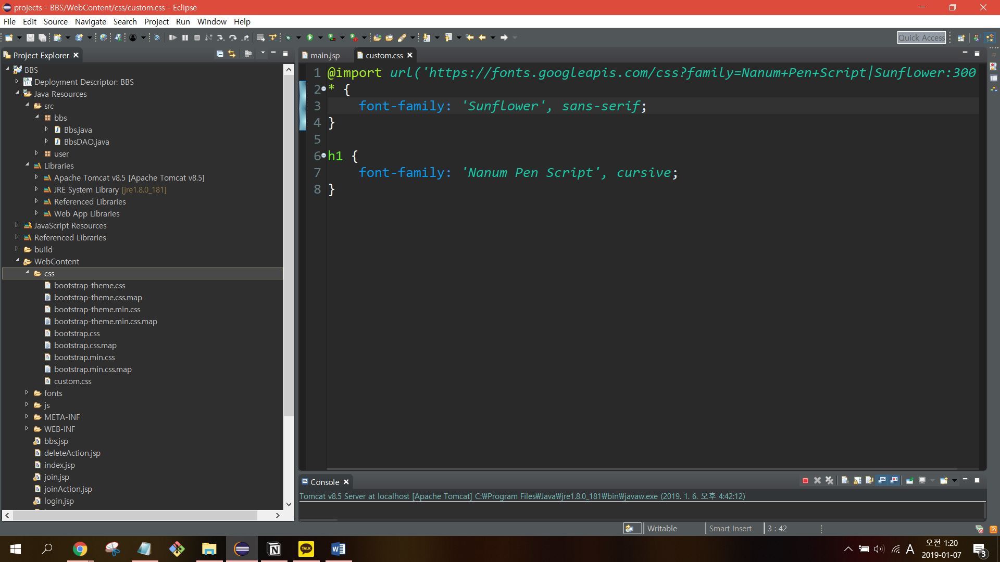 projects - BBS/WebContent/css/custom.css - Eclipse
File Edit Source Navigate Search Project Run Window Help
Quick Access
Project Explorer
BBS
Deployment Descriptor: BBS
Java Resources
src
bbs
Bbs.java
BbsDAO.java
user
Libraries
Apache Tomcat v8.5 [Apache Tomcat v8.5]
JRE System Library [jre1.8.0_181]
Referenced Libraries
Web App Libraries
JavaScript Resources
Referenced Libraries
build
WebContent
css
bootstrap-theme.css
bootstrap-theme.css.map
bootstrap-theme.min.css
bootstrap-theme.min.css.map
bootstrap.css
bootstrap.css.map
bootstrap.min.css
bootstrap.min.css.map
custom.css
fonts
js
META-INF
WEB-INF
bbs.jsp
deleteAction.jsp
index.jsp
join.jsp
joinAction.jsp
login.jsp
main.jsp custom.css
1 @import url('https://fonts.googleapis.com/css?family=Nanum+Pen+Script|Sunflower:300
2 * {
3 font-family: 'Sunflower', sans-serif;
4 }
5
6 h1 {
7 font-family: 'Nanum Pen Script', cursive;
8 }
Console
Tomcat v8.5 Server at localhost [Apache Tomcat] C:₩Program Files₩Java₩jre1.8.0_181₩bin₩javaw.exe (2019. 1. 6. 오후 4:42:12)
Writable Smart Insert 3 : 42
TALK
A
오전 1:20
2019-01-07
3